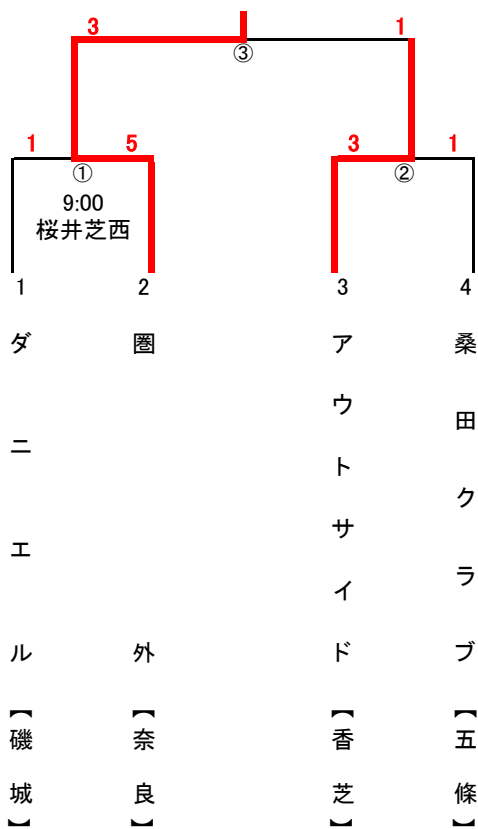 3 1
③
1 5 3 1
① ②
9:00
桜井芝西
1 2 3 4
ダニエル【磯城】
圏外【奈良】
アウトサイド【香芝】
桑田クラブ【五條】